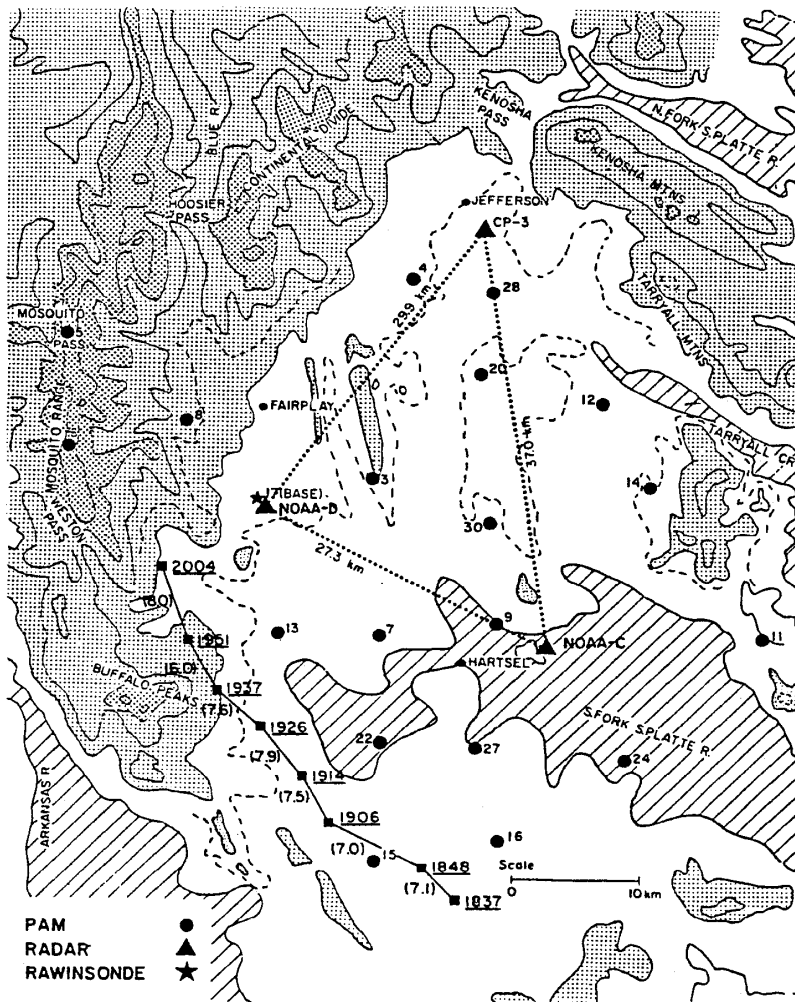 KENOSHA
PASS
N. FORK S. PLATTE R.
BLUE R.
CONTINENTAL DIVIDE
KENOSHA MTNS
HOOSIER
PASS
JEFFERSON
CP-3
4
28
29.9 km
TARRYALL MTNS
MOSQUITO
PASS
5
20
12
8
FAIRPLAY
37.0 km
TARRYALL CR.
MOSQUITO RANGE
WESTON
PASS
3
14
17(BASE)
NOAA-D
30
27.3 km
2004
(8.0)
13
7
9
11
1951
NOAA-C
(6.0)
HARTSEL
BUFFALO PEAKS
1937
(7.6)
S. FORK S. PLATTE R.
1926
22
27
(7.9)
24
1914
(7.5)
ARKANSAS R.
1906
16
(7.0)
15
1848
Scale
(7.1)
0
10 km
1837
PAM
RADAR
RAWINSONDE